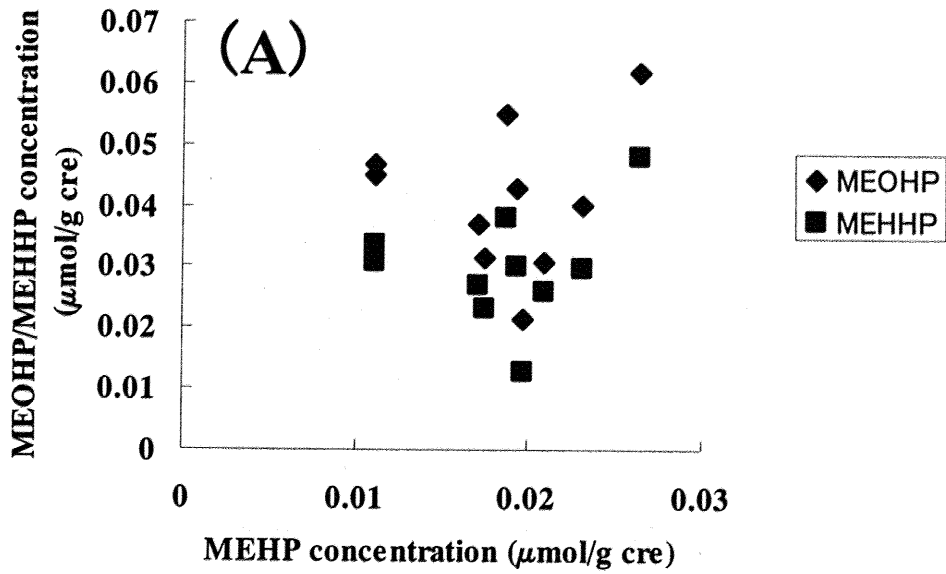 (A)
MEOHP/MEHHP concentration
(μmol/g cre)
0.07
0.06
0.05
0.04
0.03
0.02
0.01
0
0
0.01
0.02
0.03
MEHP concentration (μmol/g cre)
MEOHP
MEHHP